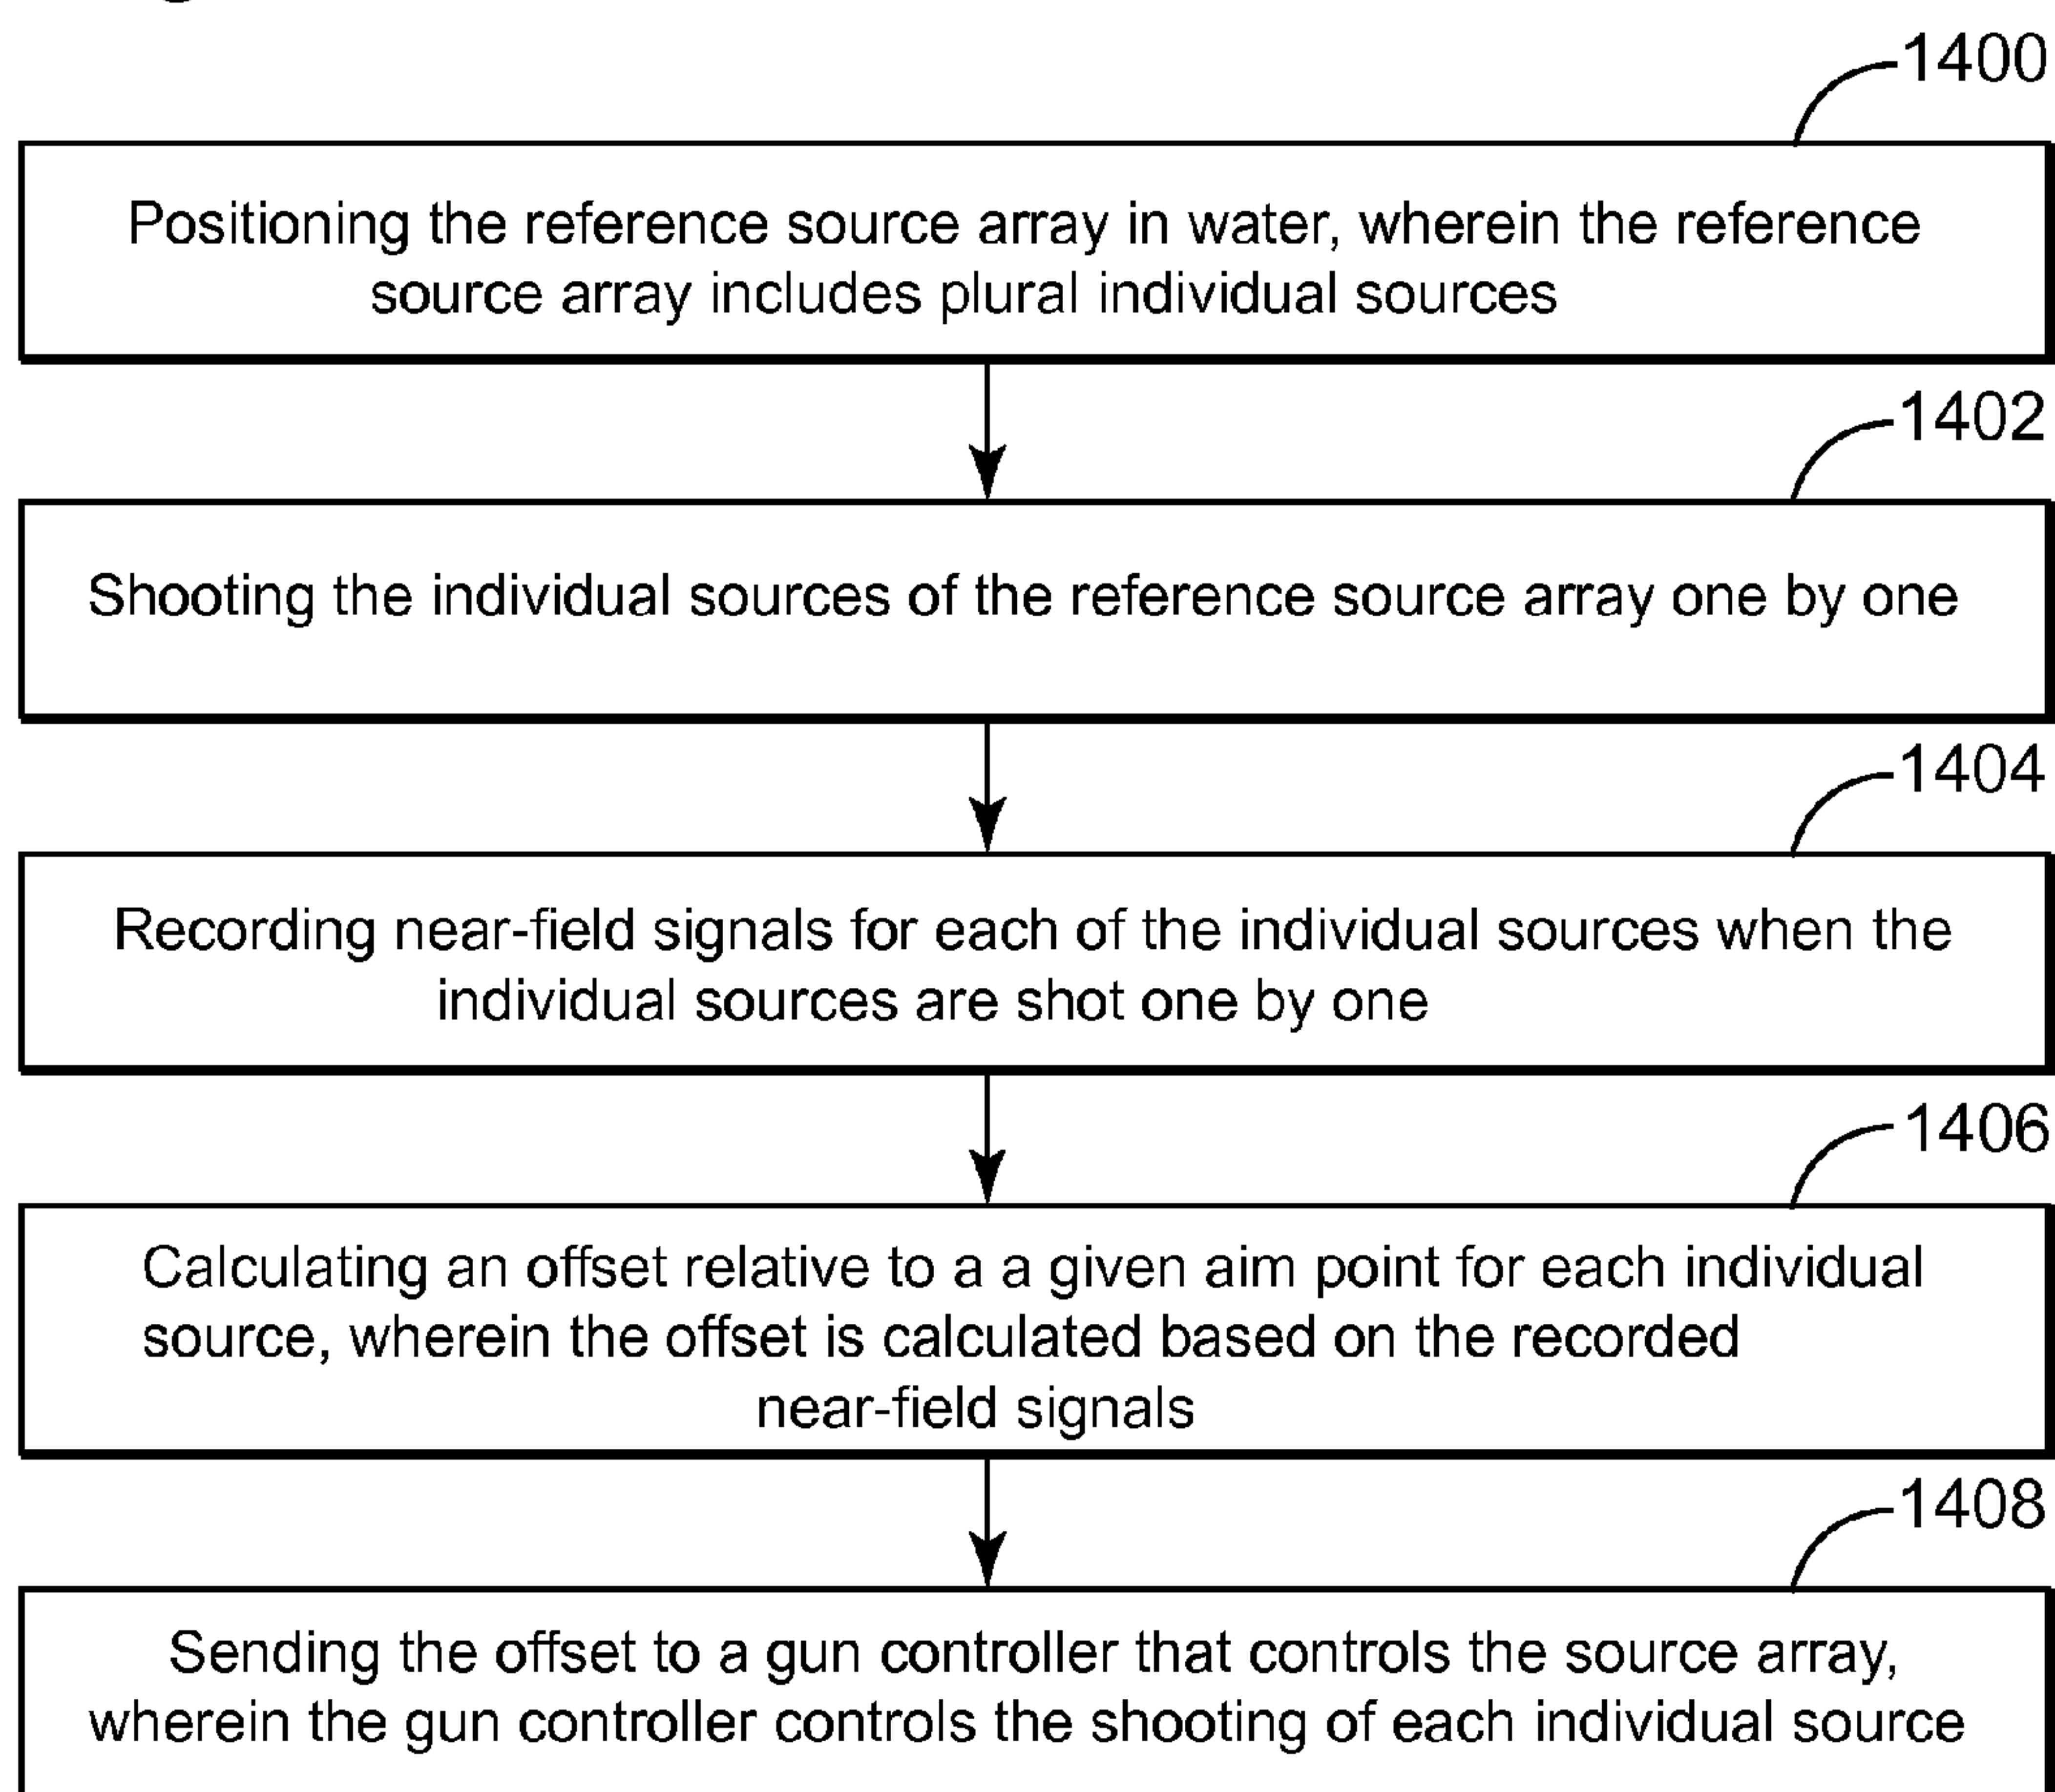 1400
Positioning the reference source array in water, wherein the reference
source array includes plural individual sources
1402
Shooting the individual sources of the reference source array one by one
1404
Recording near-field signals for each of the individual sources when the
individual sources are shot one by one
1406
Calculating an offset relative to a a given aim point for each individual
source, wherein the offset is calculated based on the recorded
near-field signals
1408
Sending the offset to a gun controller that controls the source array,
wherein the gun controller controls the shooting of each individual source